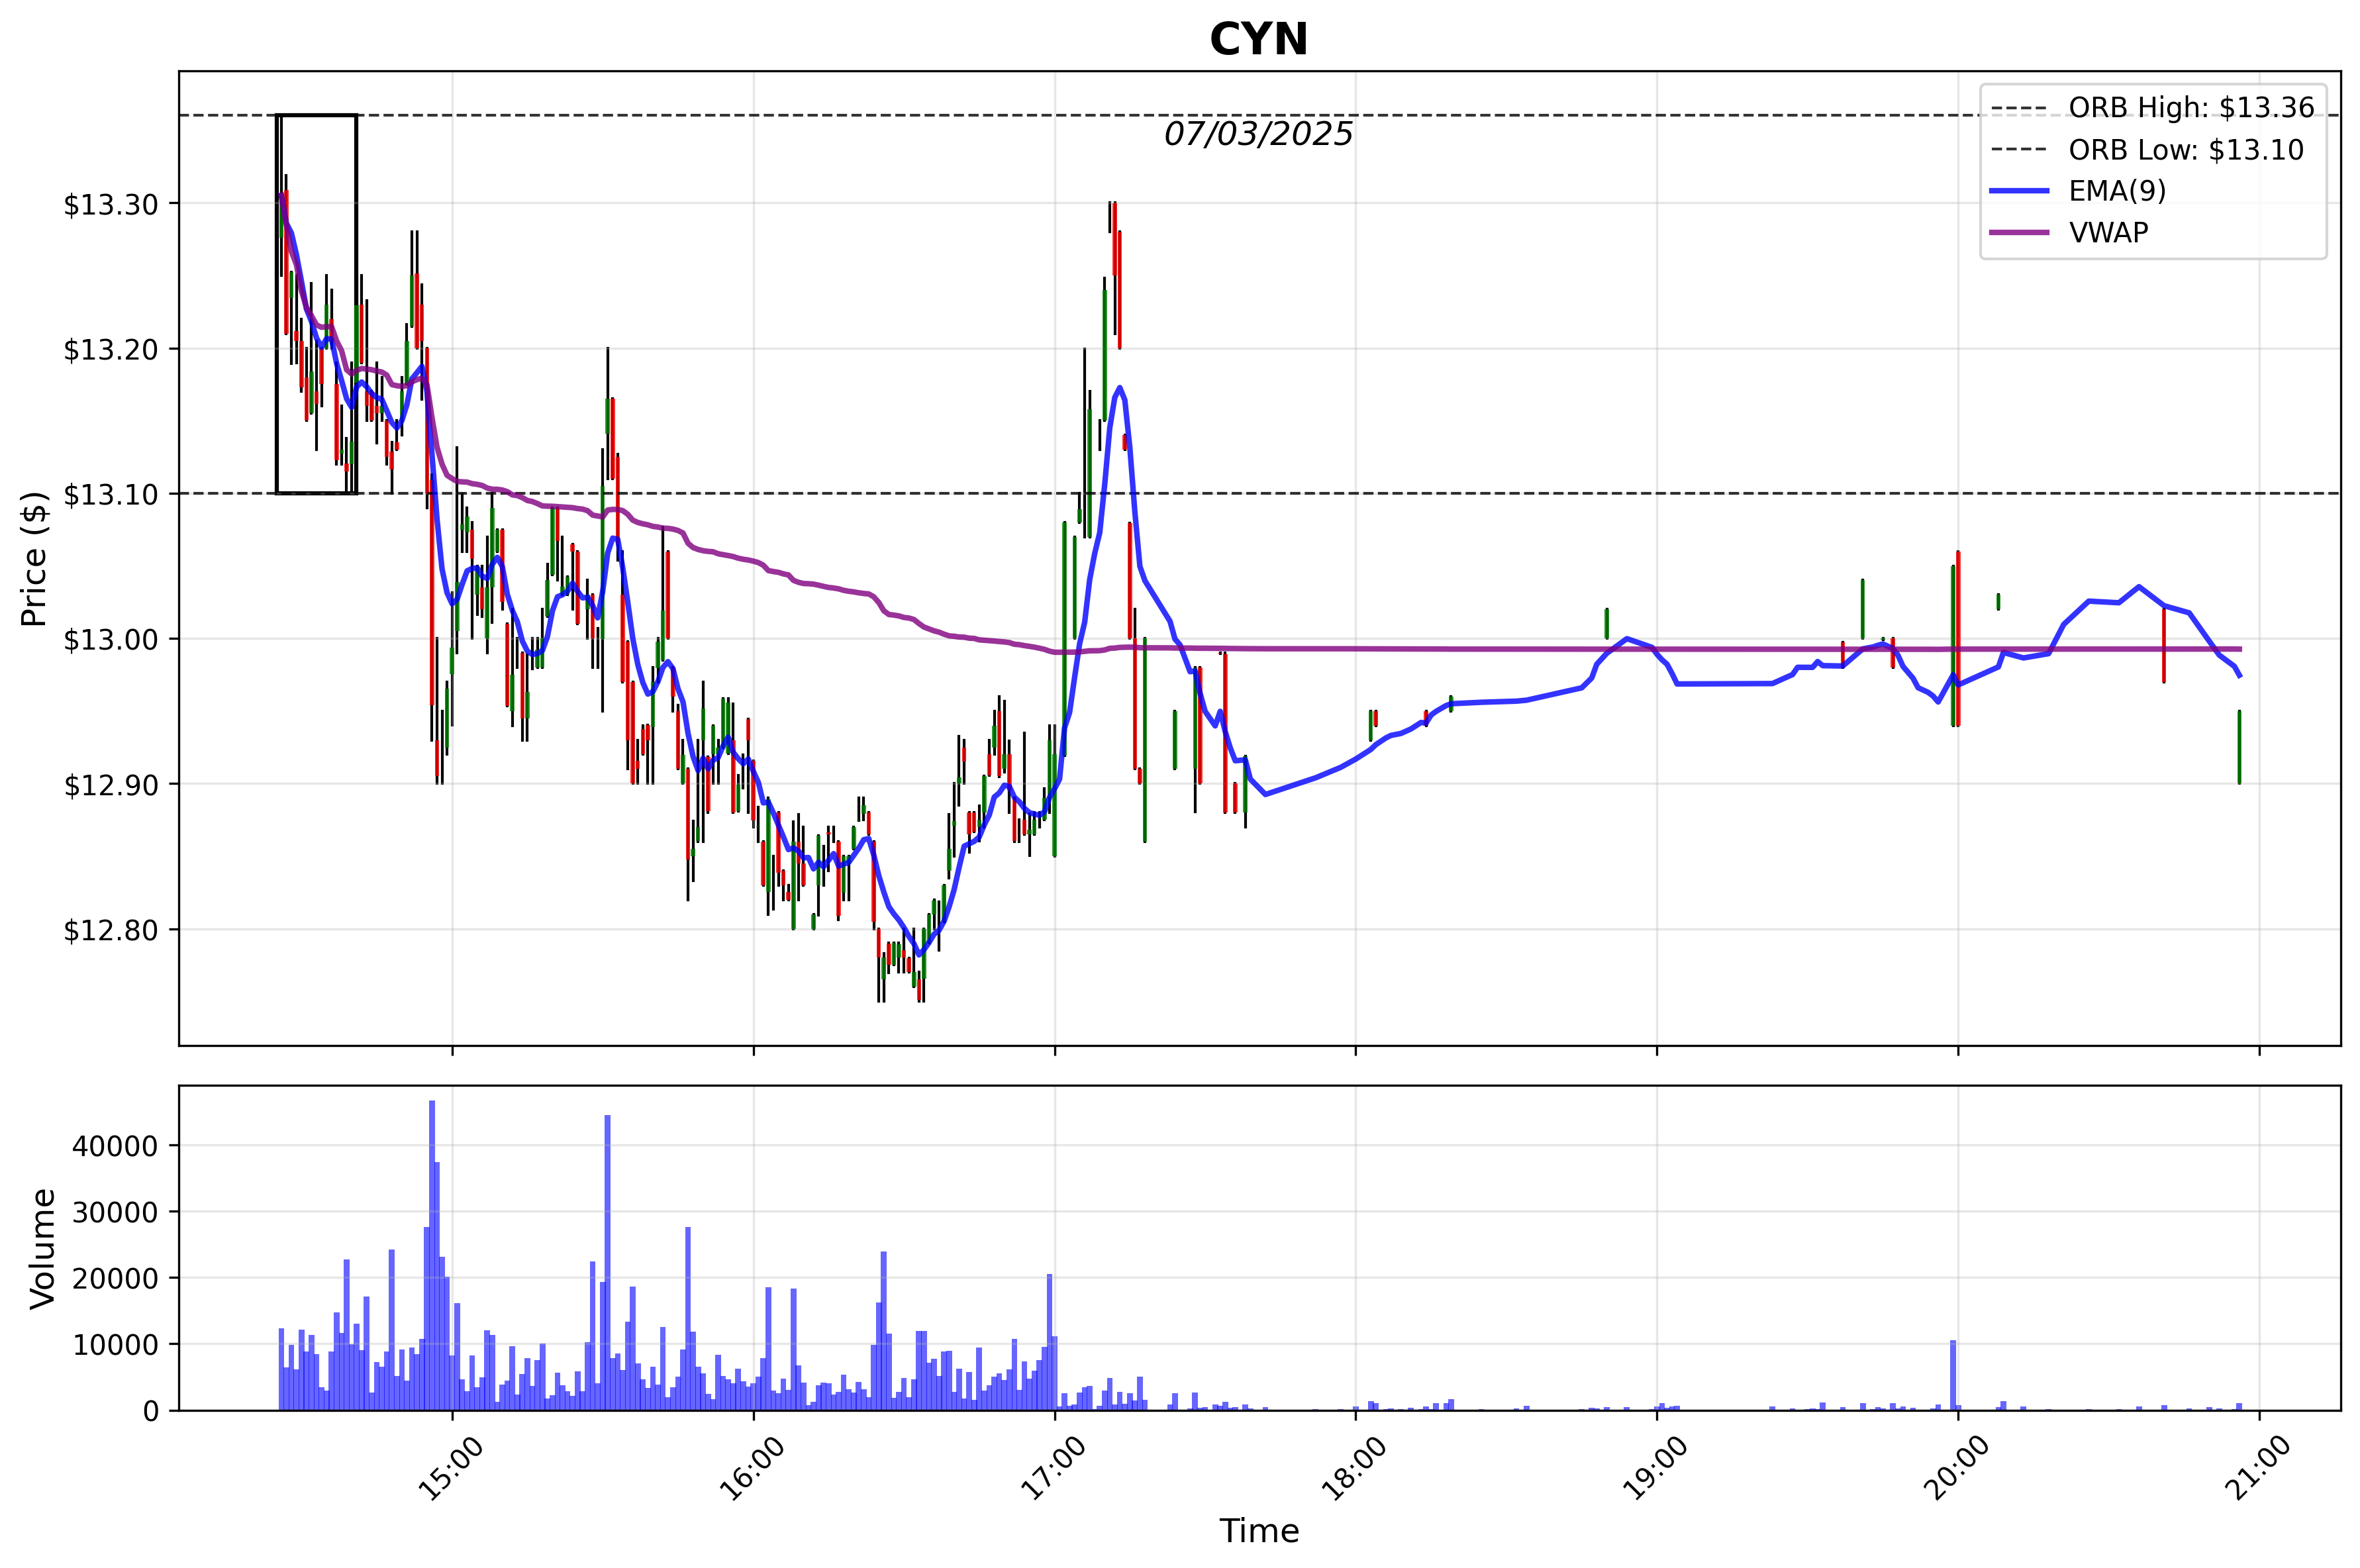 CYN
07/03/2025
ORB High: $13.36
ORB Low: $13.10
EMA(9)
VWAP
Price ($)
$13.30
$13.20
$13.10
$13.00
$12.90
$12.80
Volume
40000
30000
20000
10000
0
15:00
16:00
17:00
18:00
19:00
20:00
21:00
Time